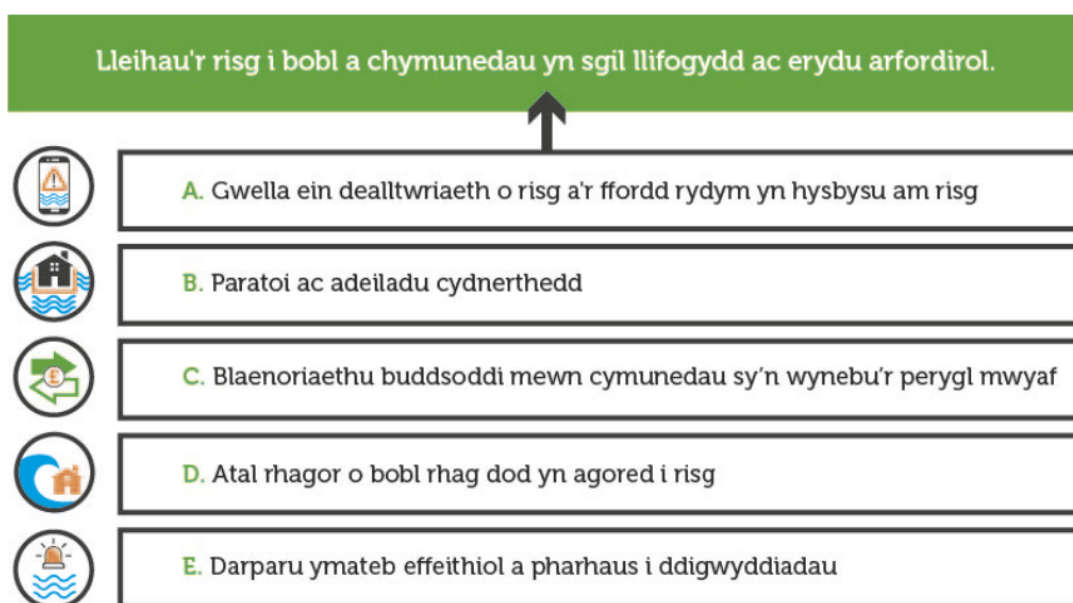 Lleihau'r risg i bobl a chymunedau yn sgil llifogydd ac erydu arfordirol.
A. Gwella ein dealltwriaeth o risg a'r ffordd rydym yn hysbysu am risg
B. Paratoi ac adeiladu cydnerthedd
£
C. Blaenoriaethu buddsoddi mewn cymunedau sy’n wynebu’r perygl mwyaf
D. Atal rhagor o bobl rhag dod yn agored i risg
E. Darparu ymateb effeithiol a pharhaus i ddigwyddiadau